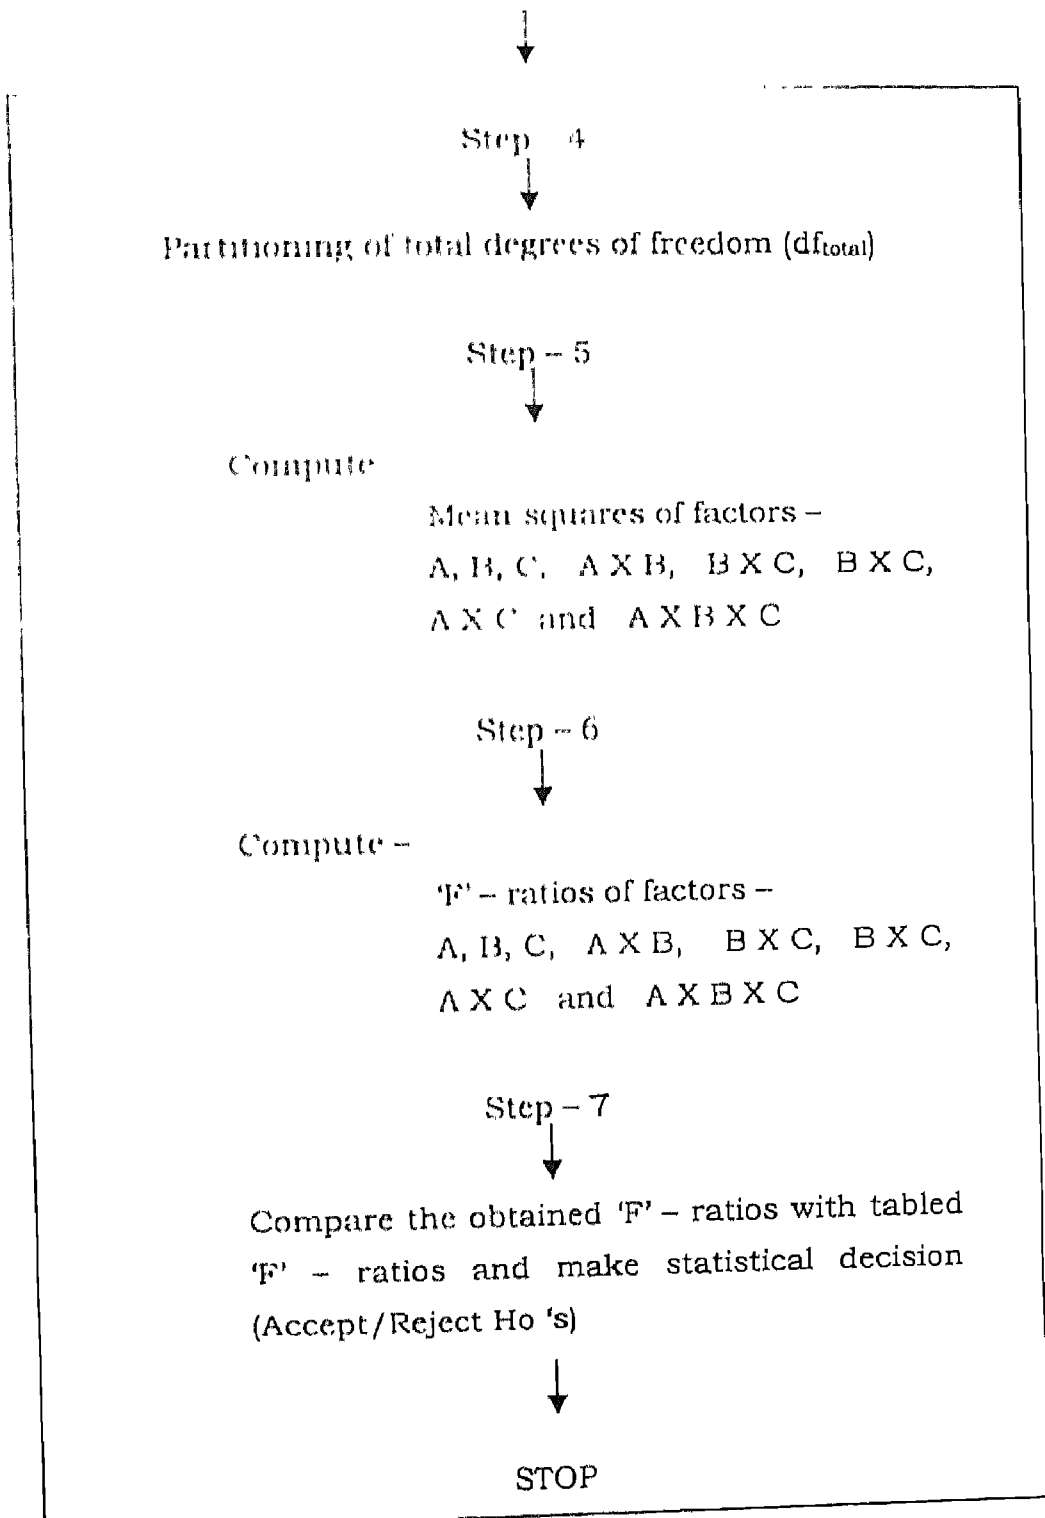 Step 4
Partitioning of total degrees of freedom (dftotal)
Step – 5
Compute
Mean squares of factors –
A, B, C, A X B, B X C, B X C,
A X C and A X B X C
Step – 6
Compute –
'F' – ratios of factors –
A, B, C, A X B, B X C, B X C,
A X C and A X B X C
Step – 7
Compare the obtained 'F' – ratios with tabled
'F' – ratios and make statistical decision
(Accept/Reject Ho 's)
STOP